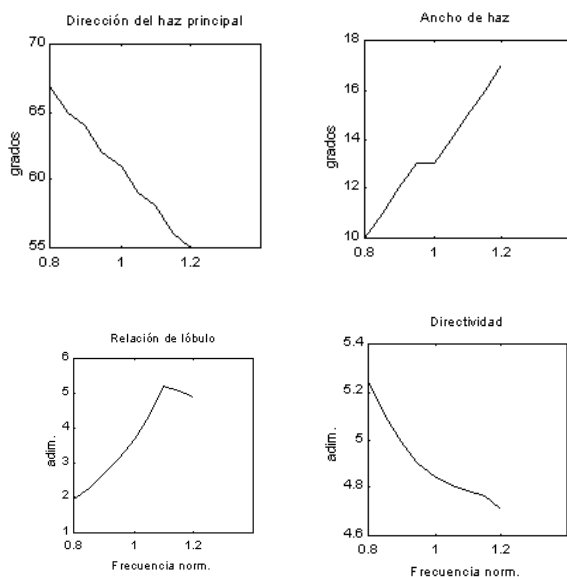 Dirección del haz principal
70
65
60
55
grados
0.8 1 1.2
Ancho de haz
18
16
14
12
10
grados
0.8 1 1.2
Relación de lóbulo
6
5
4
3
2
1
adim.
0.8 1 1.2
Frecuencia norm.
Directividad
5.4
5.2
5
4.8
4.6
adim.
0.8 1 1.2
Frecuencia norm.